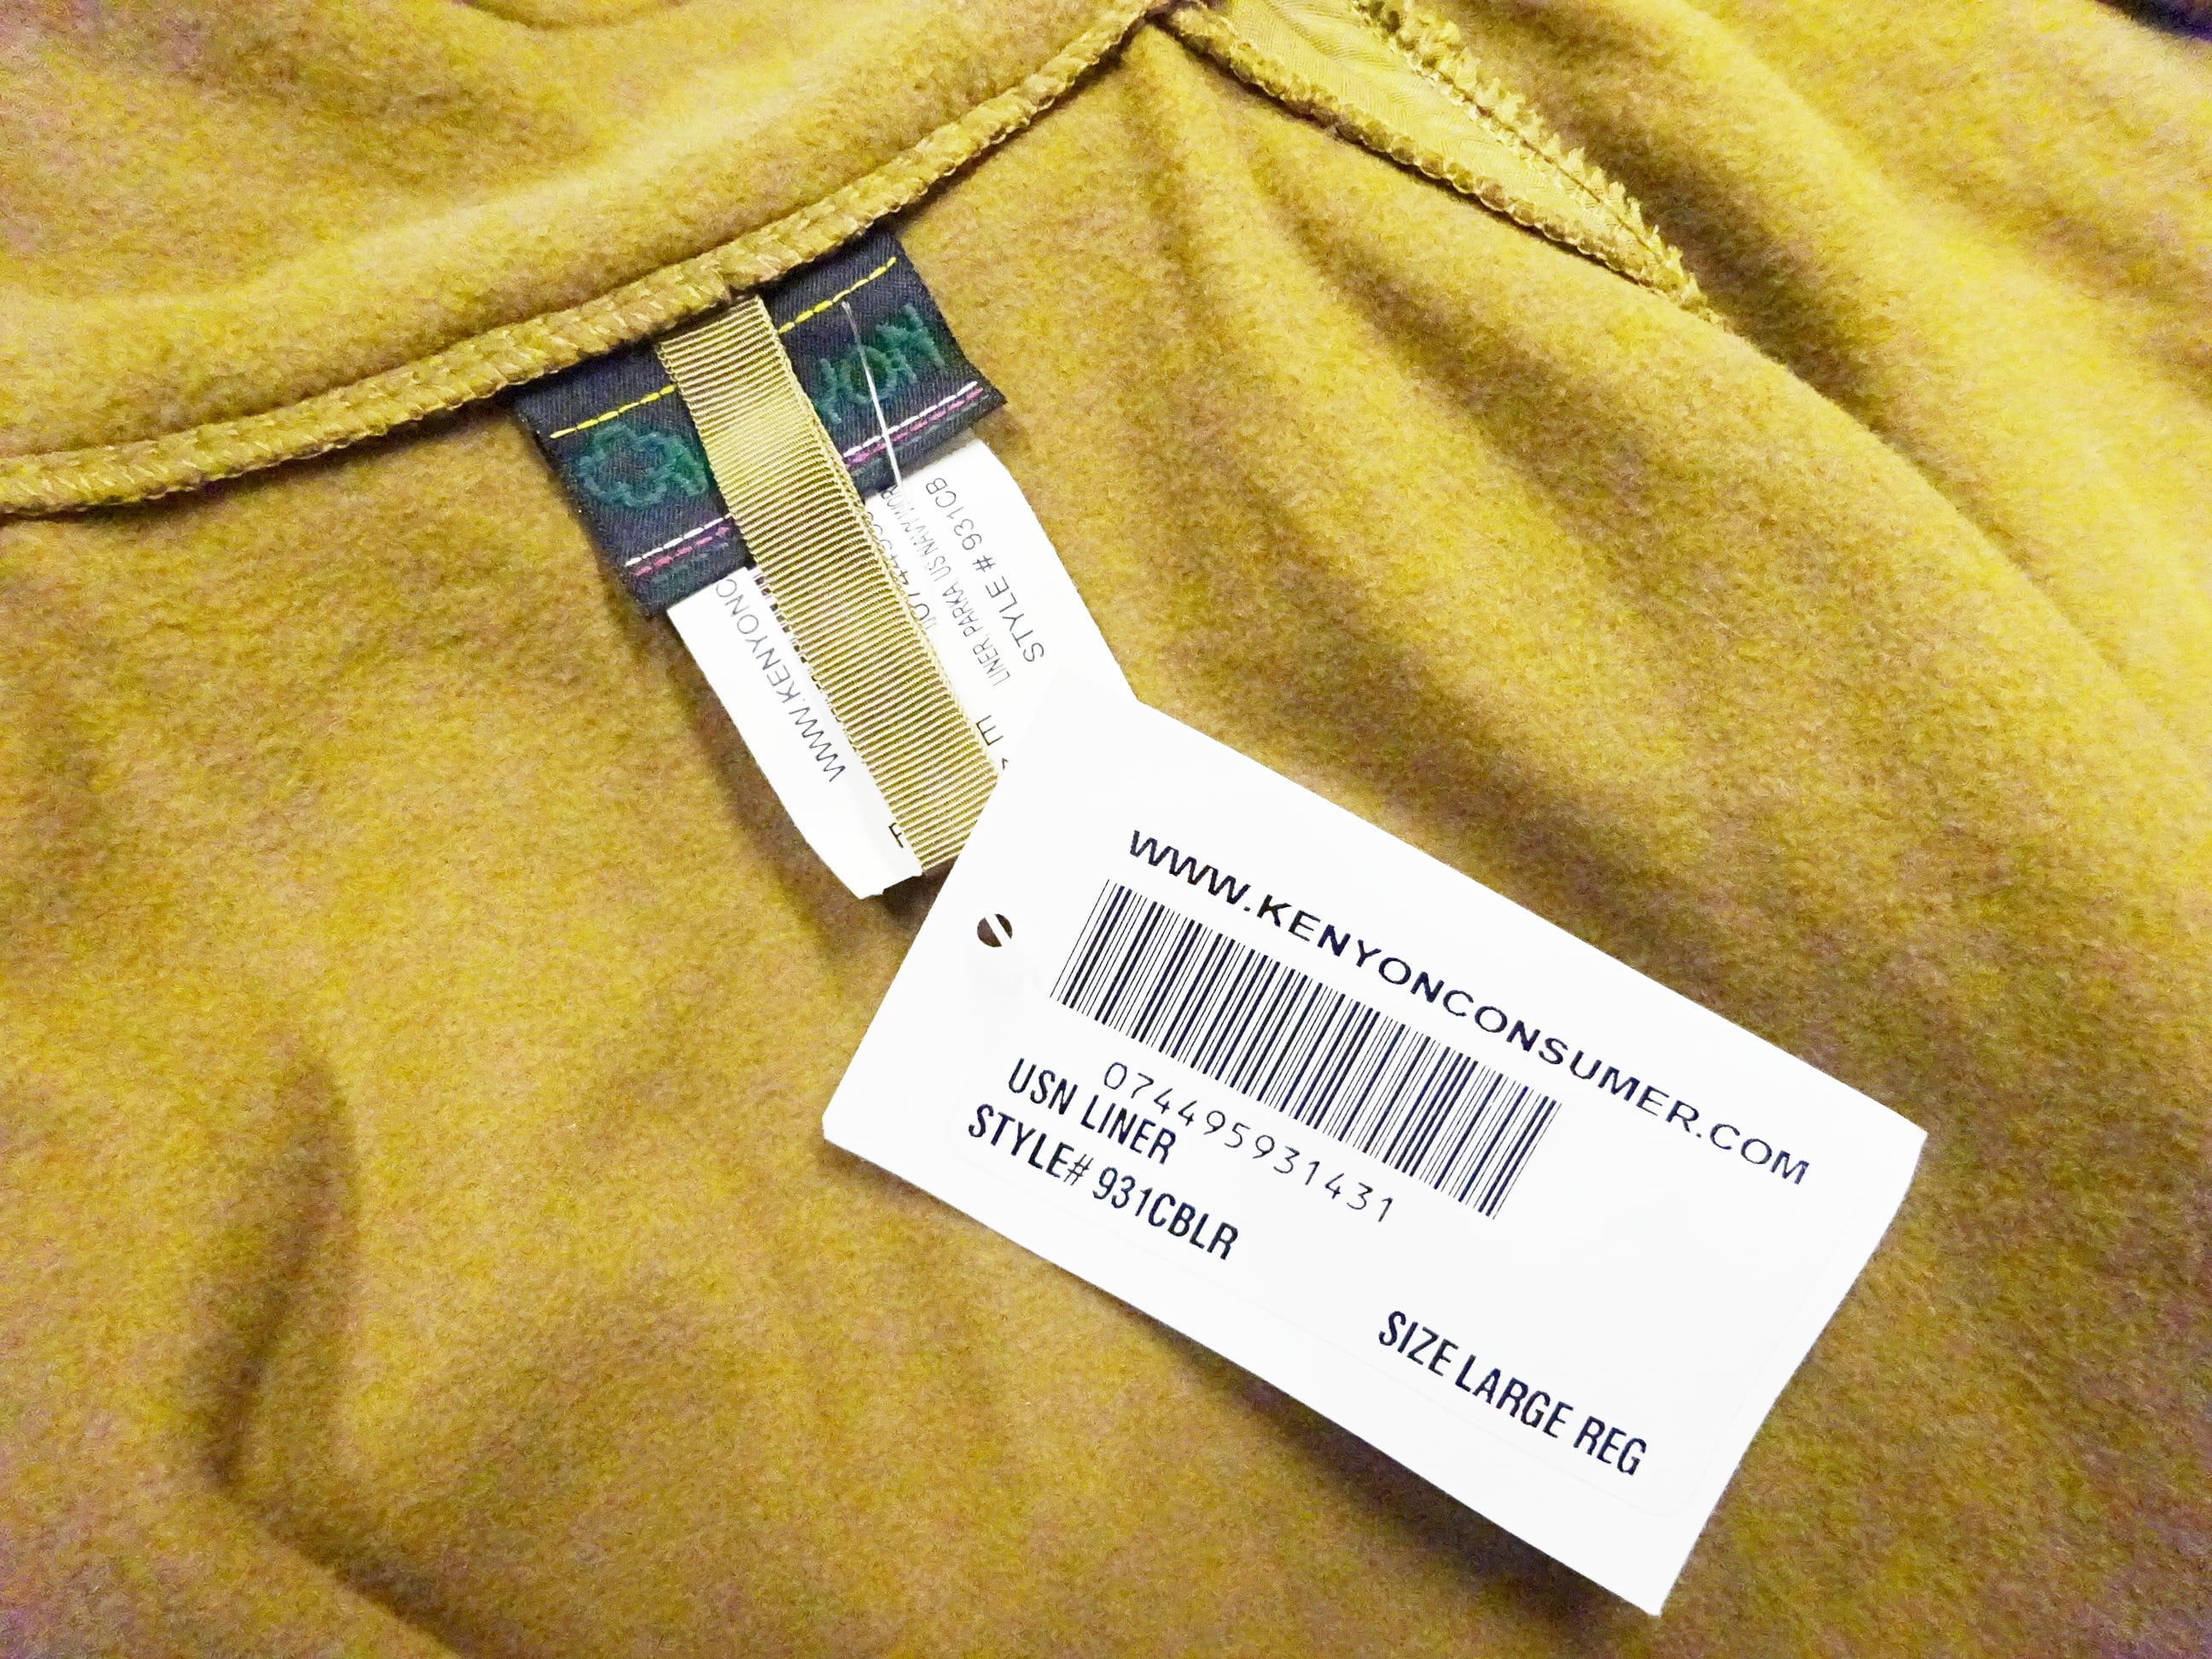 WWW.KENYONC
LINER PARKA, US NAVY WOR
STYLE # 931CB
WWW.KENYONCONSUMER.COM
074495931431
USN LINER
STYLE# 931CBLR
SIZE LARGE REG